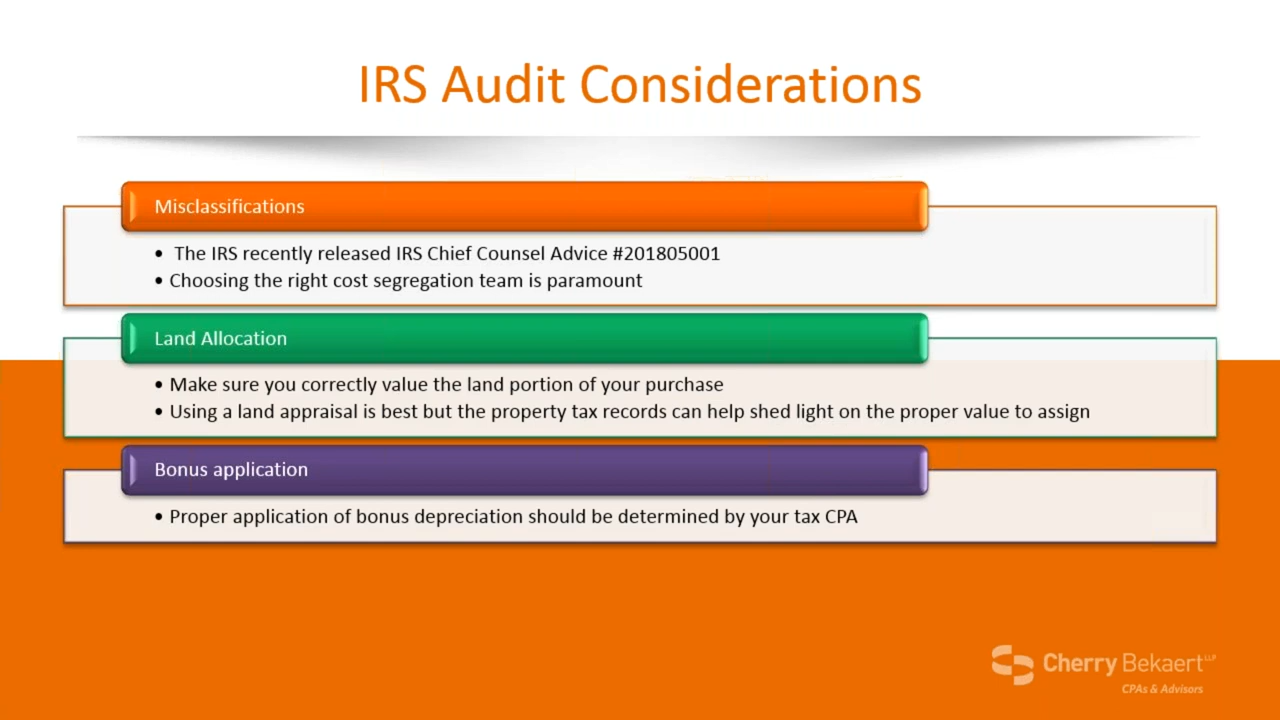 IRS Audit Considerations
Misclassifications
• The IRS recently released IRS Chief Counsel Advice #201805001
• Choosing the right cost segregation team is paramount
Land Allocation
• Make sure you correctly value the land portion of your purchase
• Using a land appraisal is best but the property tax records can help shed light on the proper value to assign
Bonus application
• Proper application of bonus depreciation should be determined by your tax CPA
Cherry Bekaert LLP
CPAs & Advisors